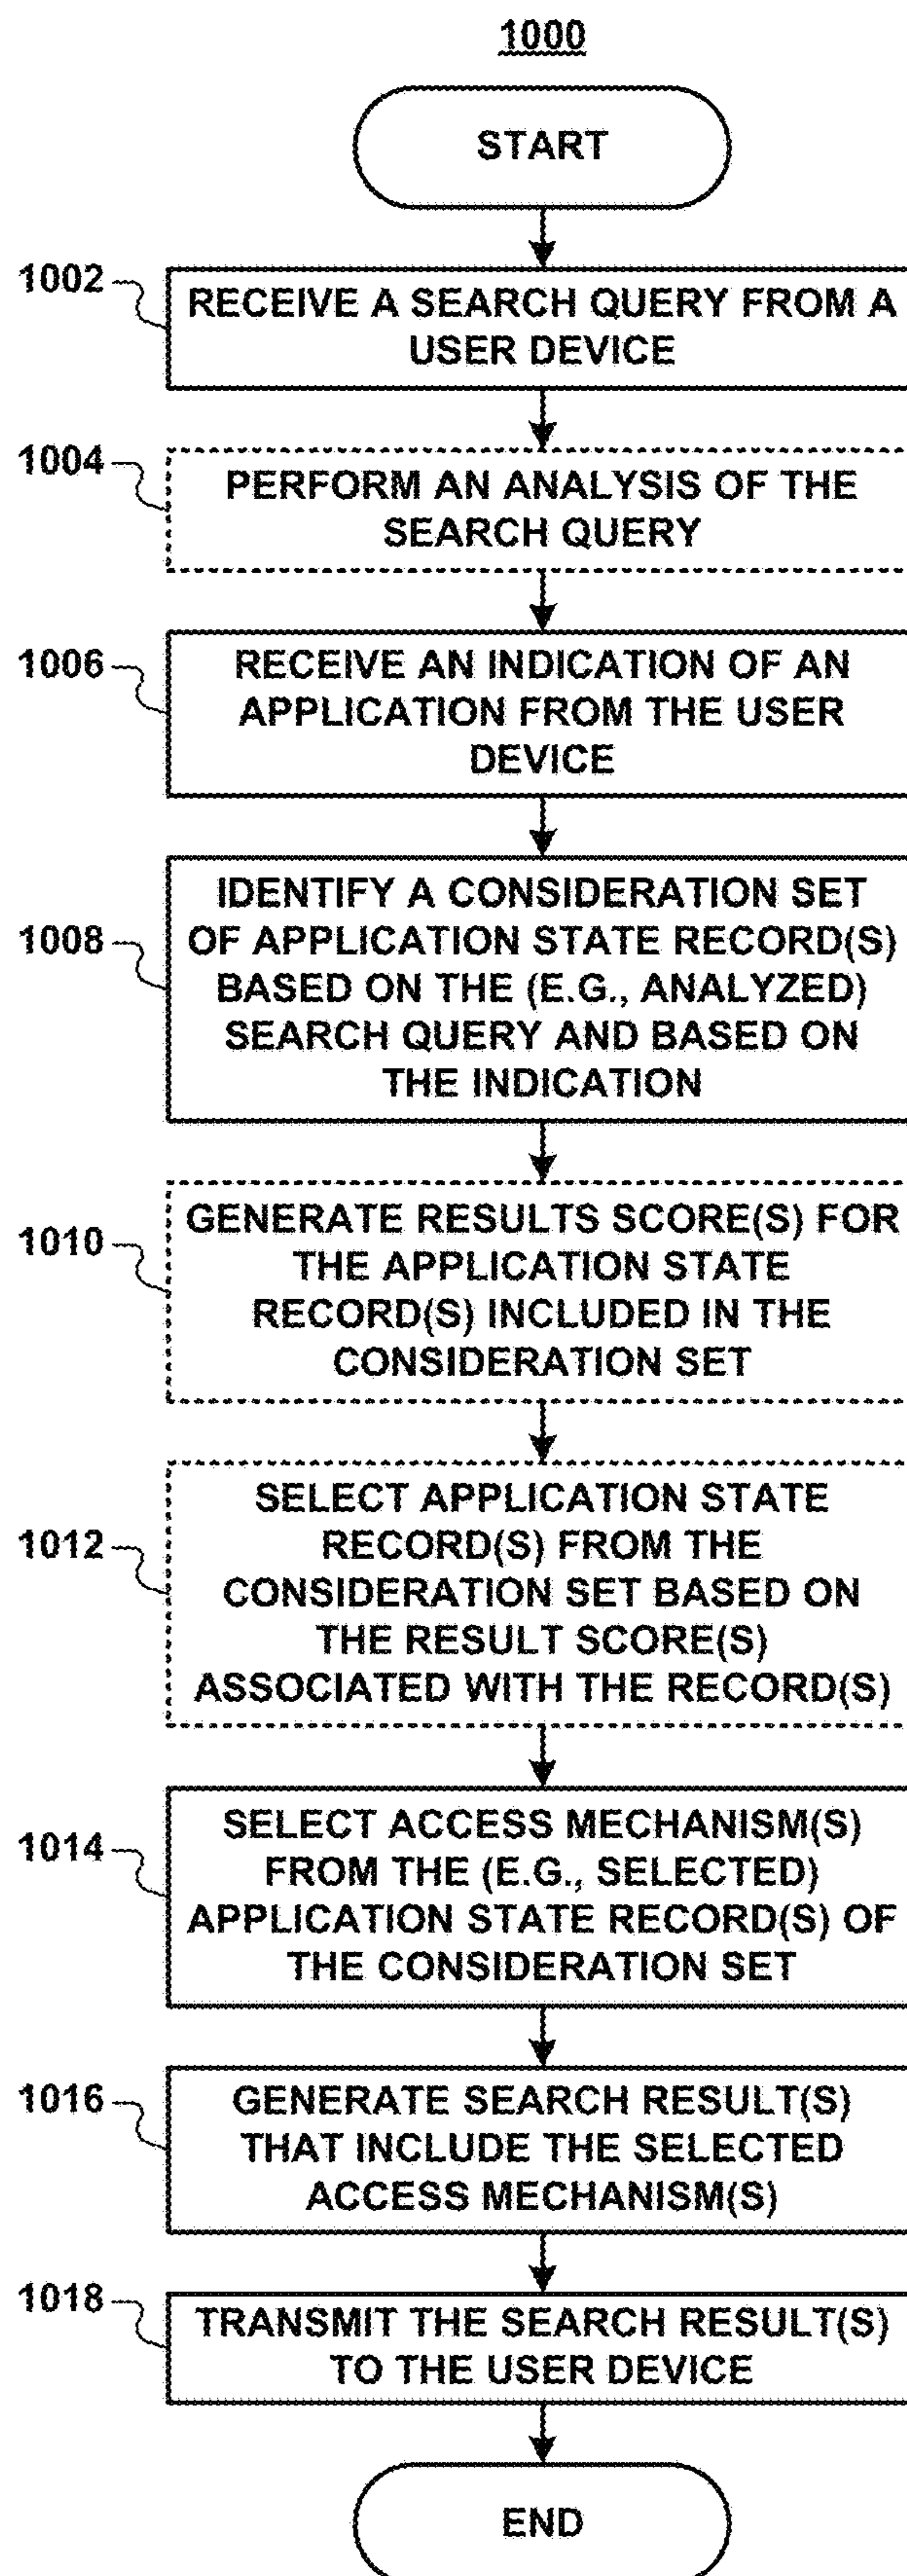 1000
START
1002
RECEIVE A SEARCH QUERY FROM A
USER DEVICE
1004
PERFORM AN ANALYSIS OF THE
SEARCH QUERY
1006
RECEIVE AN INDICATION OF AN
APPLICATION FROM THE USER
DEVICE
1008
IDENTIFY A CONSIDERATION SET
OF APPLICATION STATE RECORD(S)
BASED ON THE (E.G., ANALYZED)
SEARCH QUERY AND BASED ON
THE INDICATION
1010
GENERATE RESULTS SCORE(S) FOR
THE APPLICATION STATE
RECORD(S) INCLUDED IN THE
CONSIDERATION SET
1012
SELECT APPLICATION STATE
RECORD(S) FROM THE
CONSIDERATION SET BASED ON
THE RESULT SCORE(S)
ASSOCIATED WITH THE RECORD(S)
1014
SELECT ACCESS MECHANISM(S)
FROM THE (E.G., SELECTED)
APPLICATION STATE RECORD(S) OF
THE CONSIDERATION SET
1016
GENERATE SEARCH RESULT(S)
THAT INCLUDE THE SELECTED
ACCESS MECHANISM(S)
1018
TRANSMIT THE SEARCH RESULT(S)
TO THE USER DEVICE
END